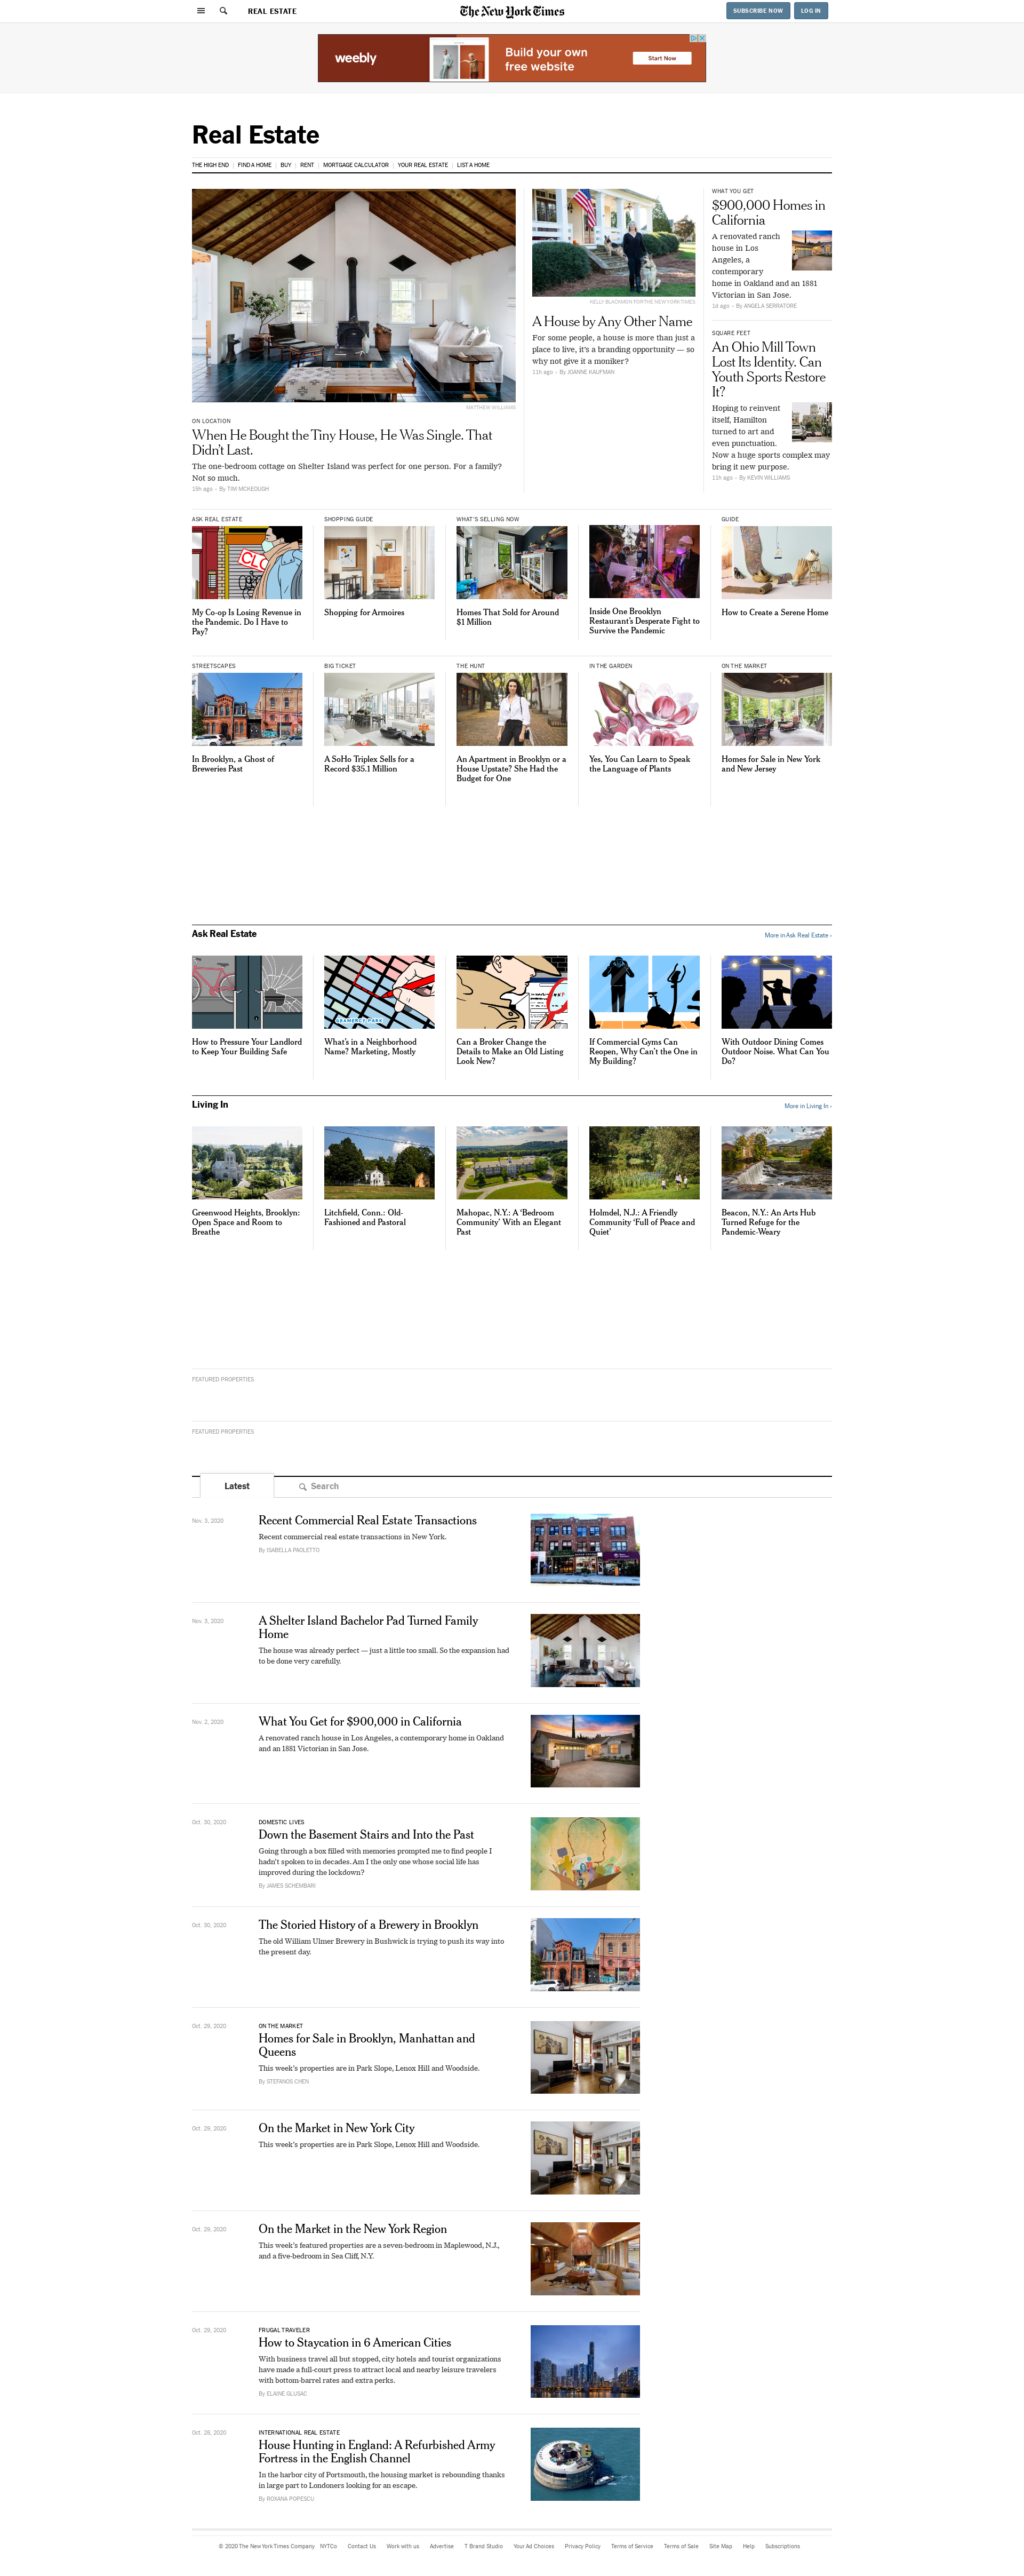 REAL ESTATE
The New York Times
SUBSCRIBE NOW
LOG IN
weebly
Build your own
free website
Start Now
Real Estate
THE HIGH END | FIND A HOME | BUY | RENT | MORTGAGE CALCULATOR | YOUR REAL ESTATE | LIST A HOME
MATTHEW WILLIAMS
ON LOCATION
When He Bought the Tiny House, He Was Single. That
Didn't Last.
The one-bedroom cottage on Shelter Island was perfect for one person. For a family?
Not so much.
15h ago – By TIM MCKEOUGH
KELLY BLACKMON FOR THE NEW YORK TIMES
A House by Any Other Name
For some people, a house is more than just a
place to live, it's a branding opportunity — so
why not give it a moniker?
11h ago – By JOANNE KAUFMAN
WHAT YOU GET
$900,000 Homes in
California
A renovated ranch
house in Los
Angeles, a
contemporary
home in Oakland and an 1881
Victorian in San Jose.
1d ago – By ANGELA SERRATORE
SQUARE FEET
An Ohio Mill Town
Lost Its Identity. Can
Youth Sports Restore
It?
Hoping to reinvent
itself, Hamilton
turned to art and
even punctuation.
Now a huge sports complex may
bring it new purpose.
11h ago – By KEVIN WILLIAMS
ASK REAL ESTATE
CLO
My Co-op Is Losing Revenue in
the Pandemic. Do I Have to
Pay?
SHOPPING GUIDE
Shopping for Armoires
WHAT'S SELLING NOW
Homes That Sold for Around
$1 Million
Inside One Brooklyn
Restaurant's Desperate Fight to
Survive the Pandemic
GUIDE
How to Create a Serene Home
STREETSCAPES
In Brooklyn, a Ghost of
Breweries Past
BIG TICKET
A SoHo Triplex Sells for a
Record $35.1 Million
THE HUNT
An Apartment in Brooklyn or a
House Upstate? She Had the
Budget for One
IN THE GARDEN
Yes, You Can Learn to Speak
the Language of Plants
ON THE MARKET
Homes for Sale in New York
and New Jersey
Ask Real Estate
More in Ask Real Estate ›
How to Pressure Your Landlord
to Keep Your Building Safe
GRAMERCY PARK
What's in a Neighborhood
Name? Marketing, Mostly
Can a Broker Change the
Details to Make an Old Listing
Look New?
If Commercial Gyms Can
Reopen, Why Can't the One in
My Building?
With Outdoor Dining Comes
Outdoor Noise. What Can You
Do?
Living In
More in Living In ›
Greenwood Heights, Brooklyn:
Open Space and Room to
Breathe
Litchfield, Conn.: Old-
Fashioned and Pastoral
Mahopac, N.Y.: A 'Bedroom
Community' With an Elegant
Past
Holmdel, N.J.: A Friendly
Community 'Full of Peace and
Quiet'
Beacon, N.Y.: An Arts Hub
Turned Refuge for the
Pandemic-Weary
FEATURED PROPERTIES
FEATURED PROPERTIES
Latest
Search
Nov. 3, 2020
Recent Commercial Real Estate Transactions
Recent commercial real estate transactions in New York.
By ISABELLA PAOLETTO
Nov. 3, 2020
A Shelter Island Bachelor Pad Turned Family
Home
The house was already perfect — just a little too small. So the expansion had
to be done very carefully.
Nov. 2, 2020
What You Get for $900,000 in California
A renovated ranch house in Los Angeles, a contemporary home in Oakland
and an 1881 Victorian in San Jose.
Oct. 30, 2020
DOMESTIC LIVES
Down the Basement Stairs and Into the Past
Going through a box filled with memories prompted me to find people I
hadn't spoken to in decades. Am I the only one whose social life has
improved during the lockdown?
By JAMES SCHEMBARI
Oct. 30, 2020
The Storied History of a Brewery in Brooklyn
The old William Ulmer Brewery in Bushwick is trying to push its way into
the present day.
Oct. 29, 2020
ON THE MARKET
Homes for Sale in Brooklyn, Manhattan and
Queens
This week's properties are in Park Slope, Lenox Hill and Woodside.
By STEFANOS CHEN
Oct. 29, 2020
On the Market in New York City
This week's properties are in Park Slope, Lenox Hill and Woodside.
Oct. 29, 2020
On the Market in the New York Region
This week's featured properties are a seven-bedroom in Maplewood, N.J.,
and a five-bedroom in Sea Cliff, N.Y.
Oct. 29, 2020
FRUGAL TRAVELER
How to Staycation in 6 American Cities
With business travel all but stopped, city hotels and tourist organizations
have made a full-court press to attract local and nearby leisure travelers
with bottom-barrel rates and extra perks.
By ELAINE GLUSAC
Oct. 28, 2020
INTERNATIONAL REAL ESTATE
House Hunting in England: A Refurbished Army
Fortress in the English Channel
In the harbor city of Portsmouth, the housing market is rebounding thanks
in large part to Londoners looking for an escape.
By ROXANA POPESCU
© 2020 The New York Times Company NYTCo Contact Us Work with us Advertise T Brand Studio Your Ad Choices Privacy Policy Terms of Service Terms of Sale Site Map Help Subscriptions